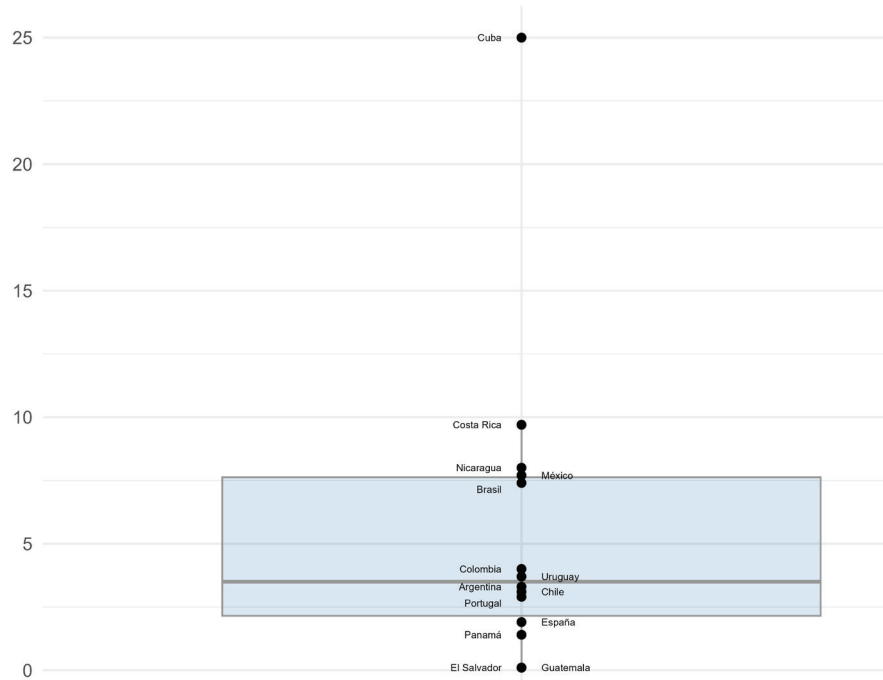 25
Cuba
20
15
10
Costa Rica
Nicaragua
México
Brasil
5
Colombia
Uruguay
Argentina
Chile
Portugal
España
Panamá
0
El Salvador
Guatemala